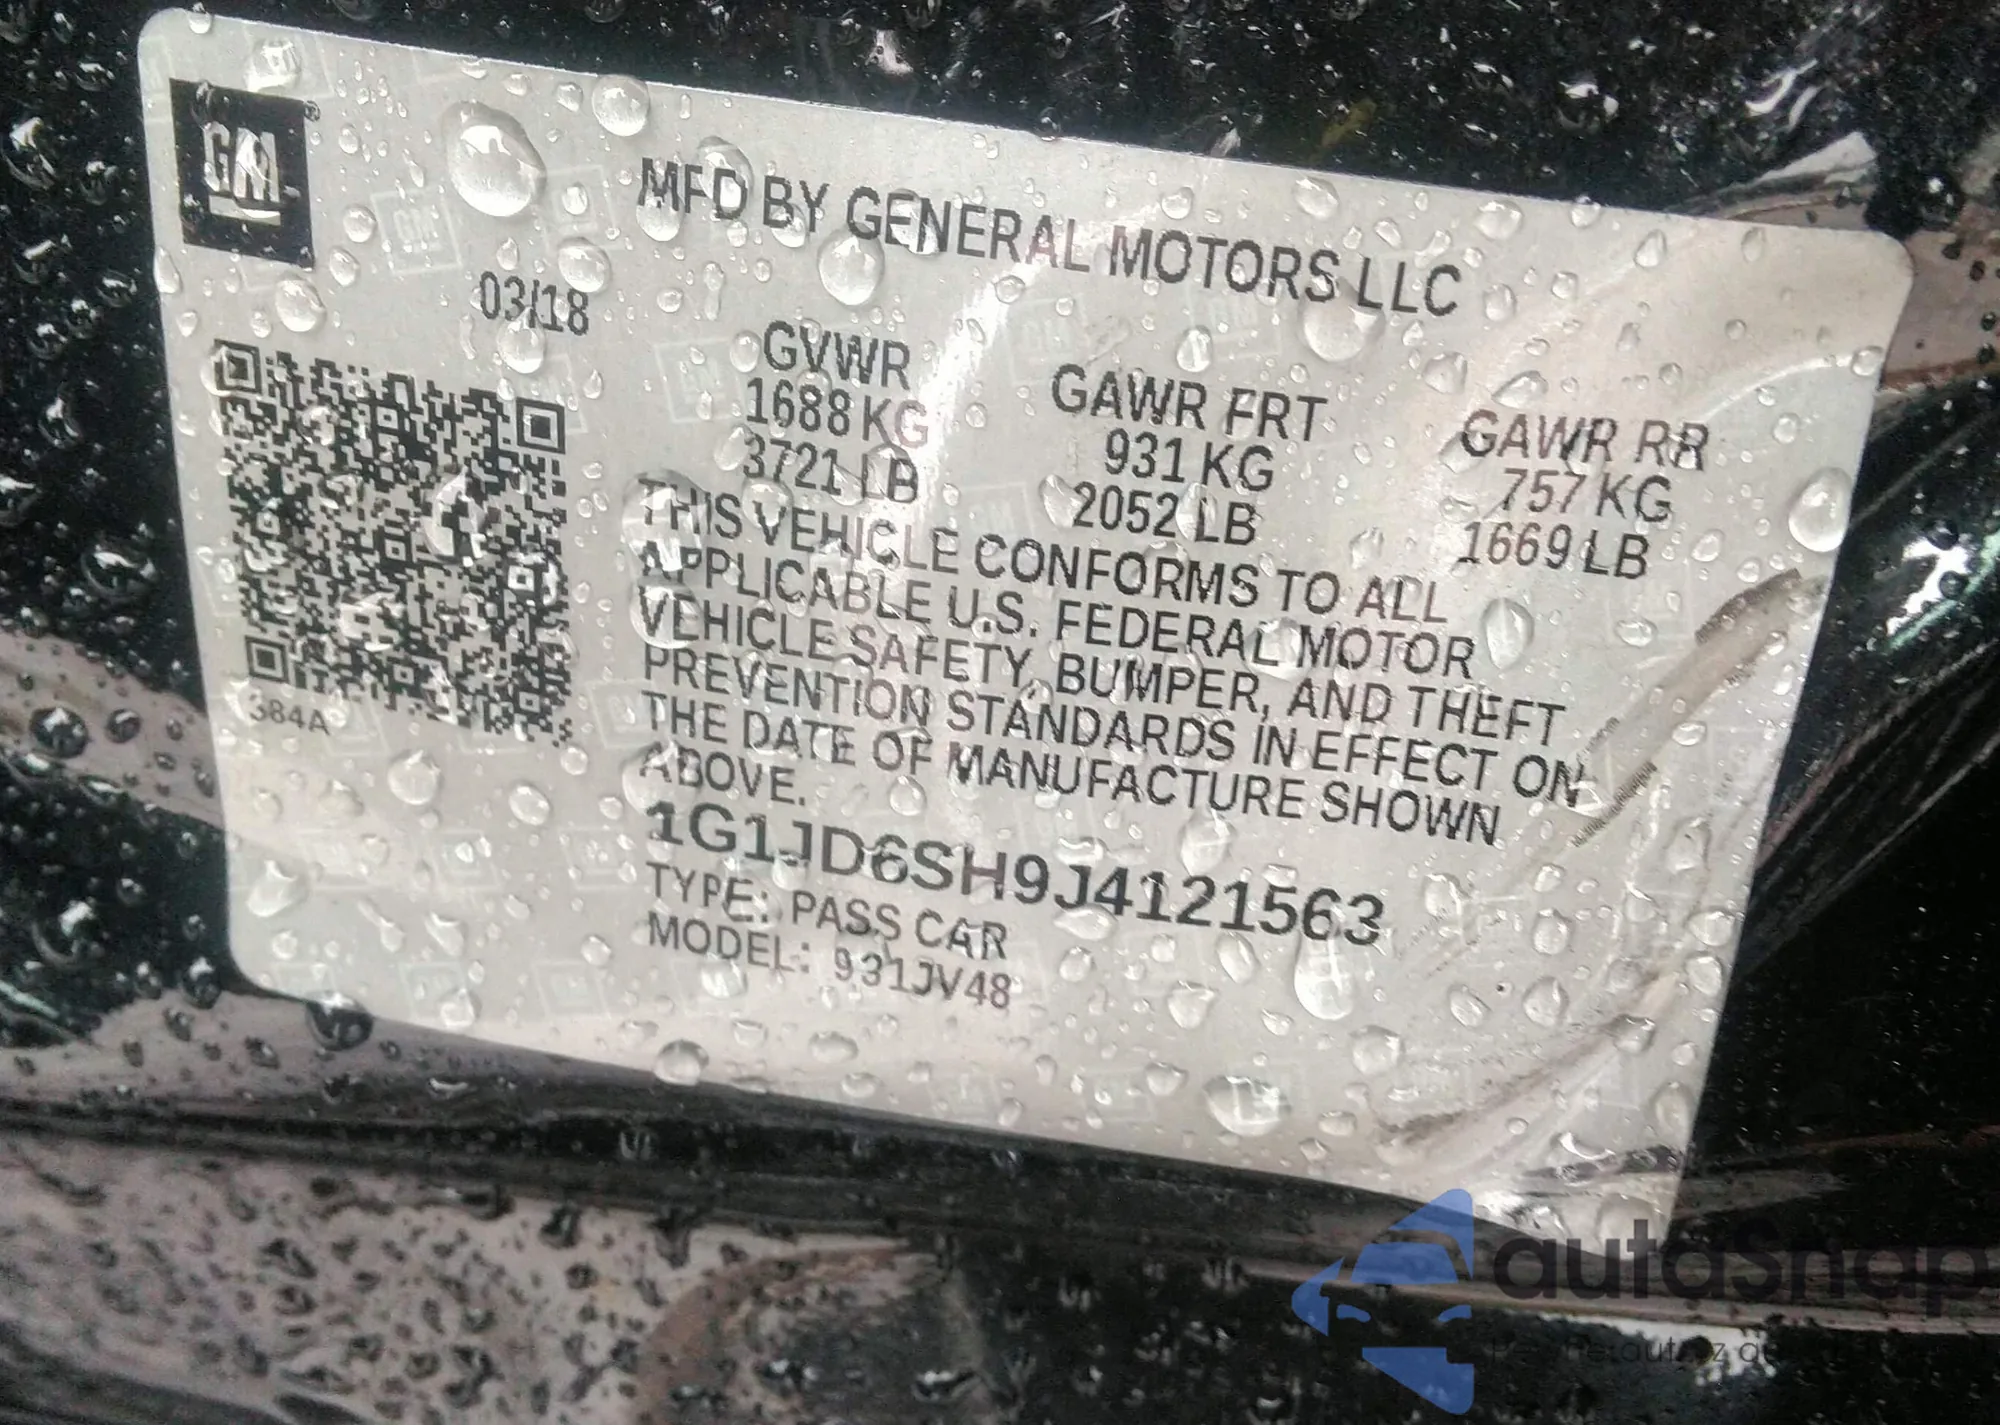 GM
MFD BY GENERAL MOTORS LLC
03/18
GVWR GAWR FRT GAWR RR
1688 KG 931 KG 757 KG
3721 LB 2052 LB 1669 LB
THIS VEHICLE CONFORMS TO ALL
APPLICABLE U.S. FEDERAL MOTOR
VEHICLE SAFETY, BUMPER, AND THEFT
PREVENTION STANDARDS IN EFFECT ON
THE DATE OF MANUFACTURE SHOWN
ABOVE.
384A
1G1JD6SH9J4121563
TYPE: PASS CAR
MODEL: 931JV48
autoSnap